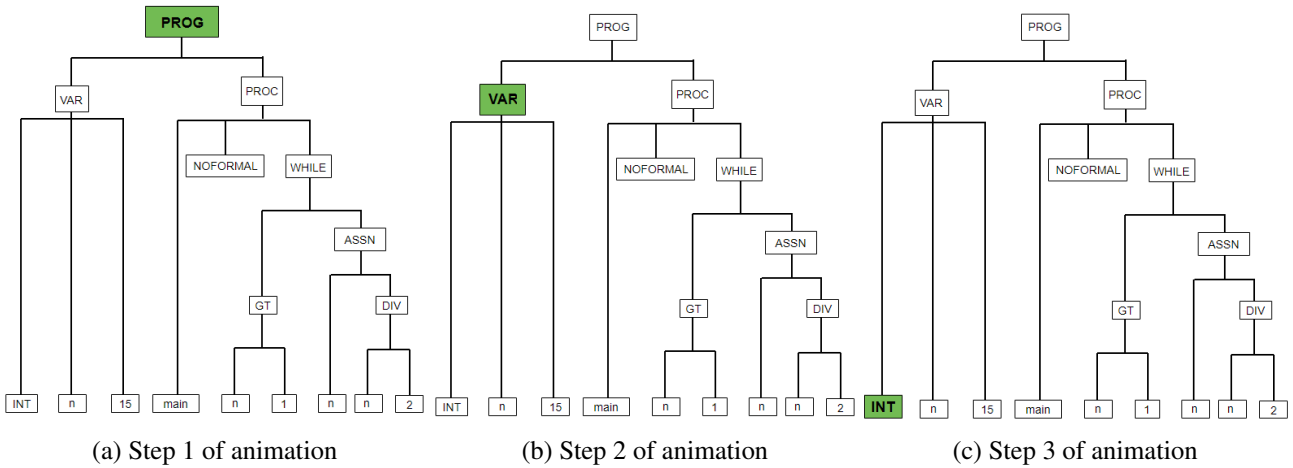 PROG
VAR
PROC
NOFORMAL
WHILE
ASSN
GT
DIV
INT n 15 main n 1 n n 2
(a) Step 1 of animation
PROG
VAR
PROC
NOFORMAL
WHILE
ASSN
GT
DIV
INT n 15 main n 1 n n 2
(b) Step 2 of animation
PROG
VAR
PROC
NOFORMAL
WHILE
ASSN
GT
DIV
INT n 15 main n 1 n n 2
(c) Step 3 of animation